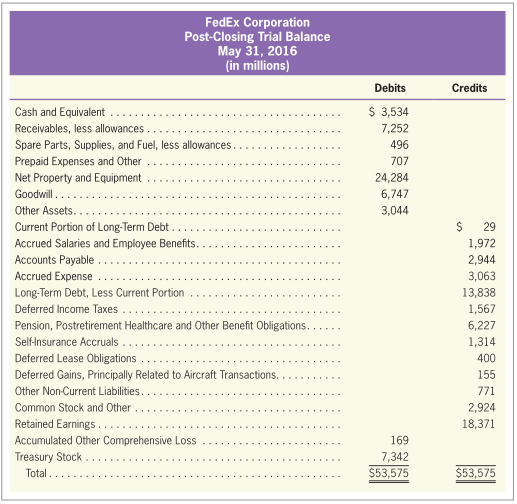 FedEx Corporation
Post-Closing Trial Balance
May 31, 2016
(in millions)
Debits Credits
Cash and Equivalent . . . . . . . . . . . . . . . . . . . . $ 3,534
Receivables, less allowances . . . . . . . . . . . . . . . . . . . . 7,252
Spare Parts, Supplies, and Fuel, less allowances . . . . . . . . . . . . . . . . . . . . 496
Prepaid Expenses and Other . . . . . . . . . . . . . . . . . . . . 707
Net Property and Equipment . . . . . . . . . . . . . . . . . . . . 24,284
Goodwill . . . . . . . . . . . . . . . . . . . . 6,747
Other Assets . . . . . . . . . . . . . . . . . . . . 3,044
Current Portion of Long-Term Debt . . . . . . . . . . . . . . . . . . . . $ 29
Accrued Salaries and Employee Benefits . . . . . . . . . . . . . . . . . . . . 1,972
Accounts Payable . . . . . . . . . . . . . . . . . . . . 2,944
Accrued Expense . . . . . . . . . . . . . . . . . . . . 3,063
Long-Term Debt, Less Current Portion . . . . . . . . . . . . . . . . . . . . 13,838
Deferred Income Taxes . . . . . . . . . . . . . . . . . . . . 1,567
Pension, Postretirement Healthcare and Other Benefit Obligations . . . . . . 6,227
Self-Insurance Accruals . . . . . . . . . . . . . . . . . . . . 1,314
Deferred Lease Obligations . . . . . . . . . . . . . . . . . . . . 400
Deferred Gains, Principally Related to Aircraft Transactions. . . . . . . . . . . 155
Other Non-Current Liabilities . . . . . . . . . . . . . . . . . . . . 771
Common Stock and Other . . . . . . . . . . . . . . . . . . . . 2,924
Retained Earnings . . . . . . . . . . . . . . . . . . . . 18,371
Accumulated Other Comprehensive Loss . . . . . . . . . . . . . . . . . . . . 169
Treasury Stock . . . . . . . . . . . . . . . . . . . . 7,342
Total . . . . . . . . . . . . . . . . . . . . $53,575 $53,575